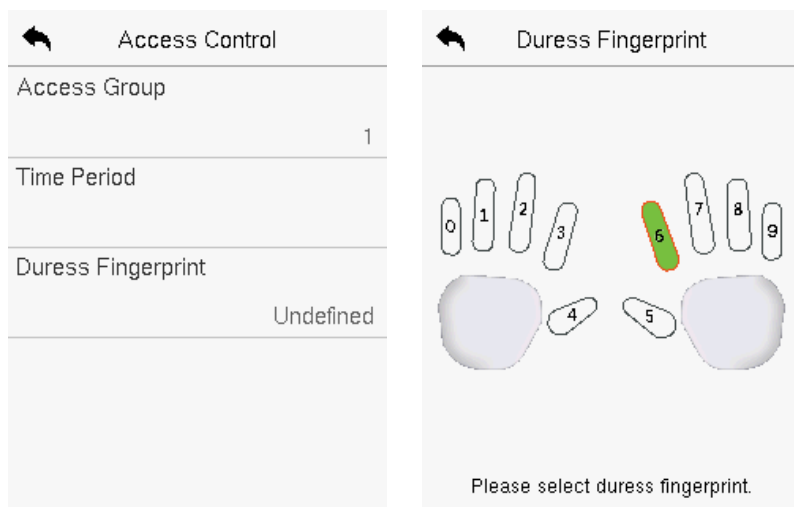 Access Control
Access Group
1
Time Period
Duress Fingerprint
Undefined
Duress Fingerprint
0 1 2 3 6 7 8 9
4 5
Please select duress fingerprint.